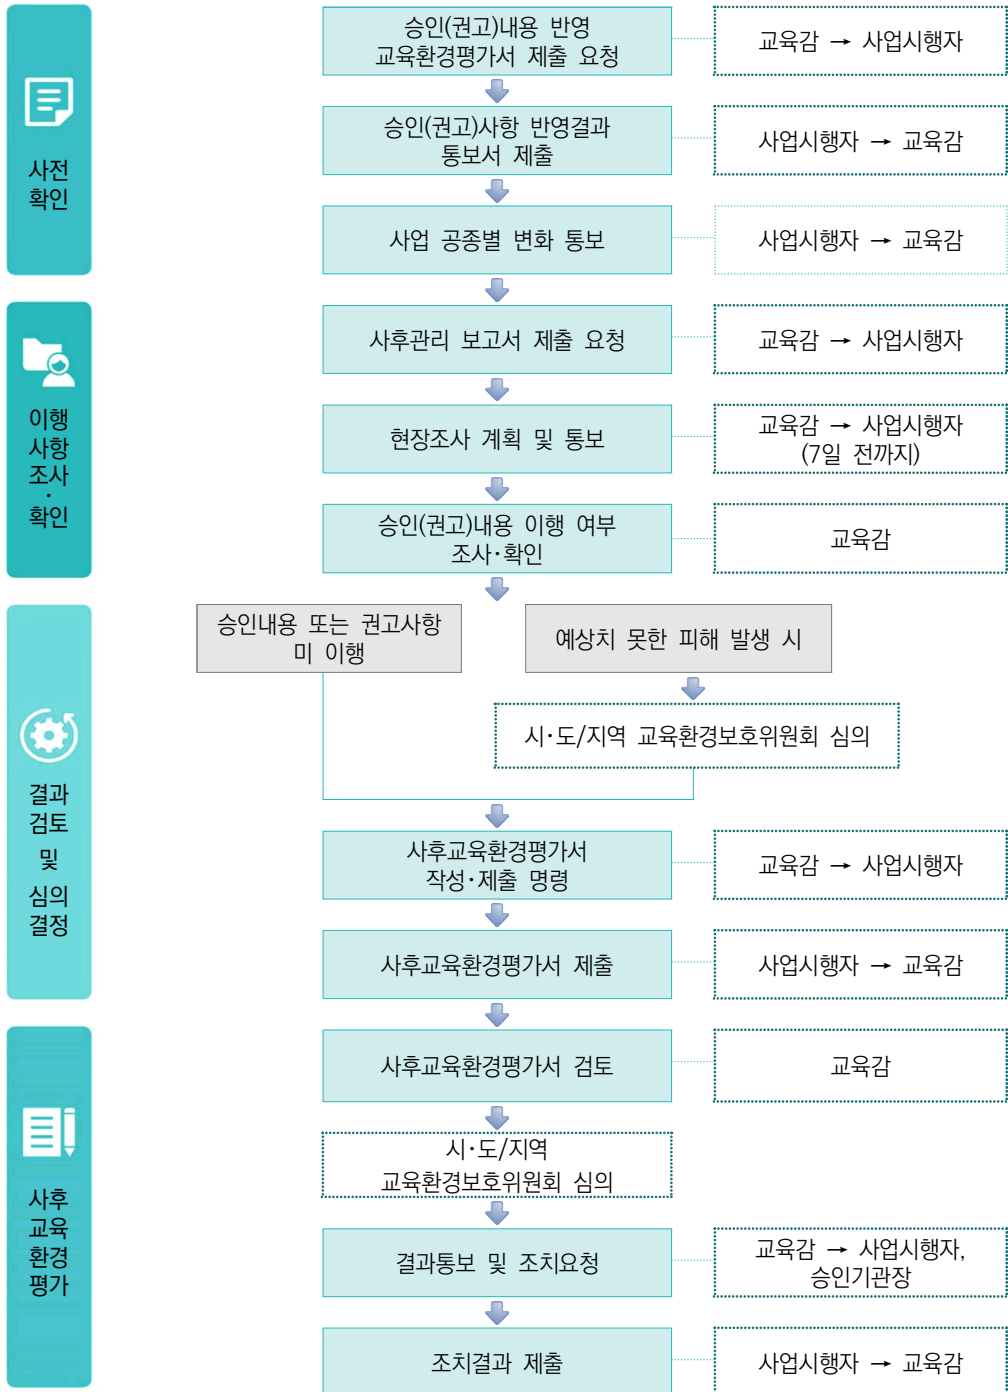 사전
확인
승인(권고)내용 반영
교육환경평가서 제출 요청
교육감 → 사업시행자
승인(권고)사항 반영결과
통보서 제출
사업시행자 → 교육감
사업 공종별 변화 통보
사업시행자 → 교육감
이행
사항
조사
·
확인
사후관리 보고서 제출 요청
교육감 → 사업시행자
현장조사 계획 및 통보
교육감 → 사업시행자
(7일 전까지)
승인(권고)내용 이행 여부
조사·확인
교육감
결과
검토
및
심의
결정
승인내용 또는 권고사항
미 이행
예상치 못한 피해 발생 시
시·도/지역 교육환경보호위원회 심의
사후교육환경평가서
작성·제출 명령
교육감 → 사업시행자
사후교육환경평가서 제출
사업시행자 → 교육감
사후
교육
환경
평가
사후교육환경평가서 검토
교육감
시·도/지역
교육환경보호위원회 심의
결과통보 및 조치요청
교육감 → 사업시행자,
승인기관장
조치결과 제출
사업시행자 → 교육감